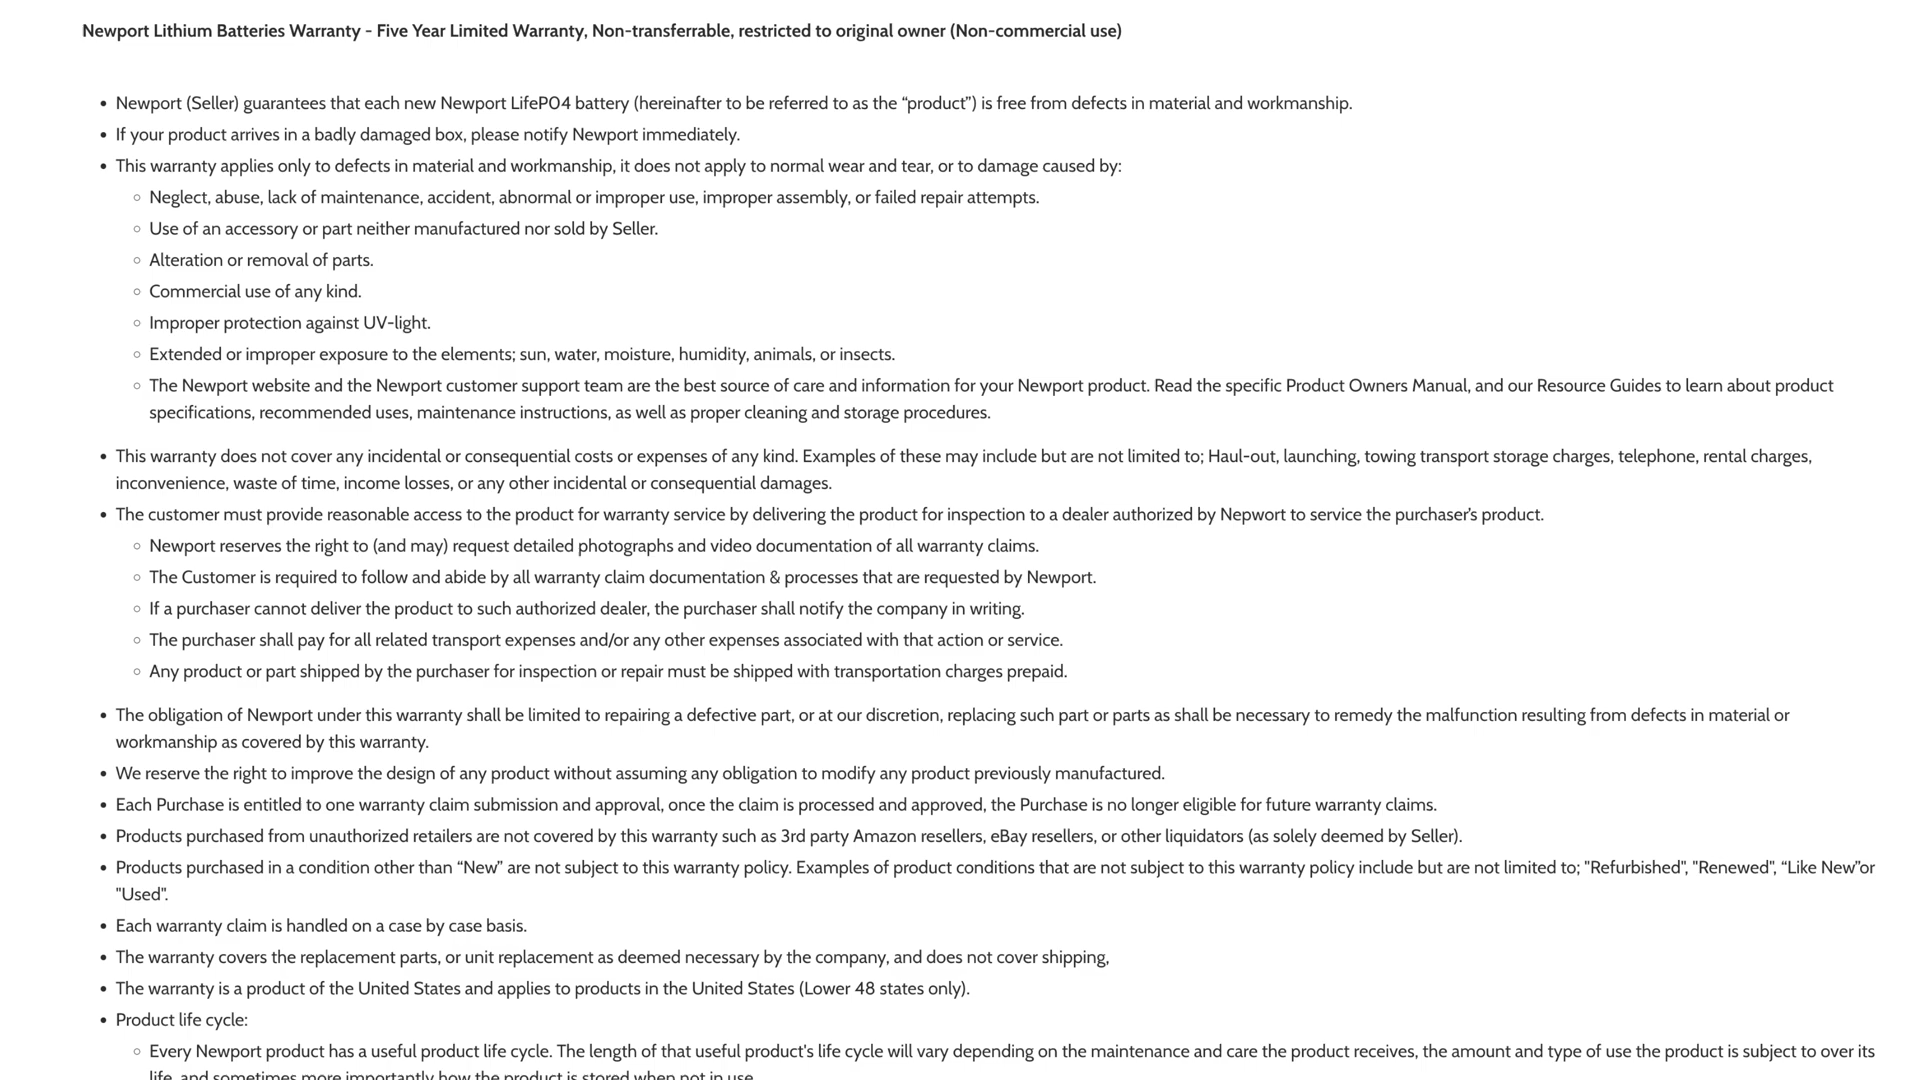 Newport Lithium Batteries Warranty - Five Year Limited Warranty, Non-transferrable, restricted to original owner (Non-commercial use)
• Newport (Seller) guarantees that each new Newport LifePO4 battery (hereinafter to be referred to as the “product”) is free from defects in material and workmanship.
• If your product arrives in a badly damaged box, please notify Newport immediately.
• This warranty applies only to defects in material and workmanship, it does not apply to normal wear and tear, or to damage caused by:
◦ Neglect, abuse, lack of maintenance, accident, abnormal or improper use, improper assembly, or failed repair attempts.
◦ Use of an accessory or part neither manufactured nor sold by Seller.
◦ Alteration or removal of parts.
◦ Commercial use of any kind.
◦ Improper protection against UV-light.
◦ Extended or improper exposure to the elements; sun, water, moisture, humidity, animals, or insects.
◦ The Newport website and the Newport customer support team are the best source of care and information for your Newport product. Read the specific Product Owners Manual, and our Resource Guides to learn about product
specifications, recommended uses, maintenance instructions, as well as proper cleaning and storage procedures.
• This warranty does not cover any incidental or consequential costs or expenses of any kind. Examples of these may include but are not limited to; Haul-out, launching, towing transport storage charges, telephone, rental charges,
inconvenience, waste of time, income losses, or any other incidental or consequential damages.
• The customer must provide reasonable access to the product for warranty service by delivering the product for inspection to a dealer authorized by Nepwort to service the purchaser's product.
◦ Newport reserves the right to (and may) request detailed photographs and video documentation of all warranty claims.
◦ The Customer is required to follow and abide by all warranty claim documentation & processes that are requested by Newport.
◦ If a purchaser cannot deliver the product to such authorized dealer, the purchaser shall notify the company in writing.
◦ The purchaser shall pay for all related transport expenses and/or any other expenses associated with that action or service.
◦ Any product or part shipped by the purchaser for inspection or repair must be shipped with transportation charges prepaid.
• The obligation of Newport under this warranty shall be limited to repairing a defective part, or at our discretion, replacing such part or parts as shall be necessary to remedy the malfunction resulting from defects in material or
workmanship as covered by this warranty.
• We reserve the right to improve the design of any product without assuming any obligation to modify any product previously manufactured.
• Each Purchase is entitled to one warranty claim submission and approval, once the claim is processed and approved, the Purchase is no longer eligible for future warranty claims.
• Products purchased from unauthorized retailers are not covered by this warranty such as 3rd party Amazon resellers, eBay resellers, or other liquidators (as solely deemed by Seller).
• Products purchased in a condition other than “New” are not subject to this warranty policy. Examples of product conditions that are not subject to this warranty policy include but are not limited to; "Refurbished", "Renewed", “Like New”or
"Used".
• Each warranty claim is handled on a case by case basis.
• The warranty covers the replacement parts, or unit replacement as deemed necessary by the company, and does not cover shipping,
• The warranty is a product of the United States and applies to products in the United States (Lower 48 states only).
• Product life cycle:
◦ Every Newport product has a useful product life cycle. The length of that useful product's life cycle will vary depending on the maintenance and care the product receives, the amount and type of use the product is subject to over its
life, and sometimes more importantly how the product is stored when not in use.